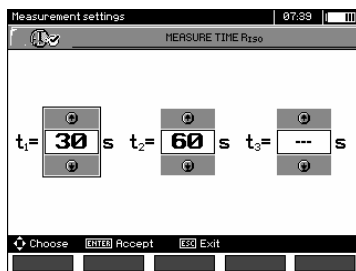 Measurement settings 07:39
MEASURE TIME RISO
t1= 30 s t2= 60 s t3= --- s
Choose ENTER Accept ESC Exit